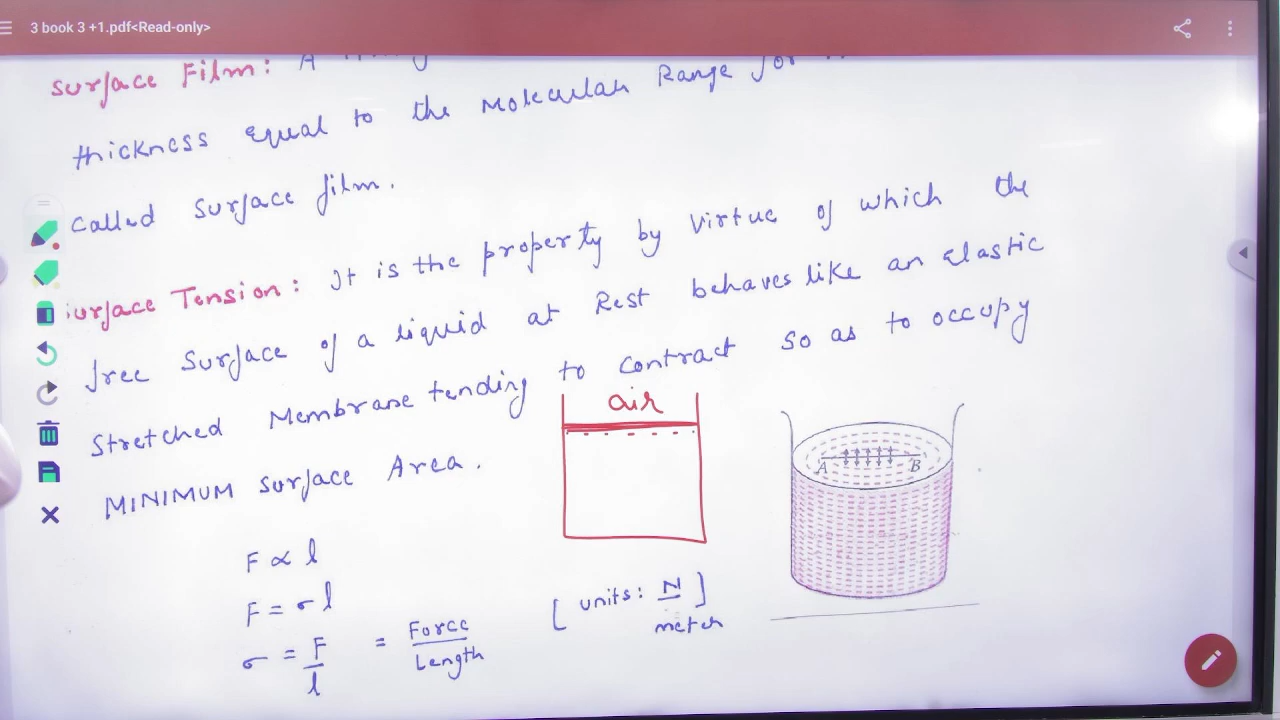 3 book 3 +1.pdf<Read-only>
Surface Film: A
thickness equal to the Molecular Range for
called surface film.
urface Tension: It is the property by virtue of which the
free surface of a liquid at Rest behaves like an elastic
stretched Membrane tending to contract so as to occupy
MINIMUM surface Area.
air
A B
F ∝ l
F = σ l
σ = F/l = Force/Length [units: N/meter]